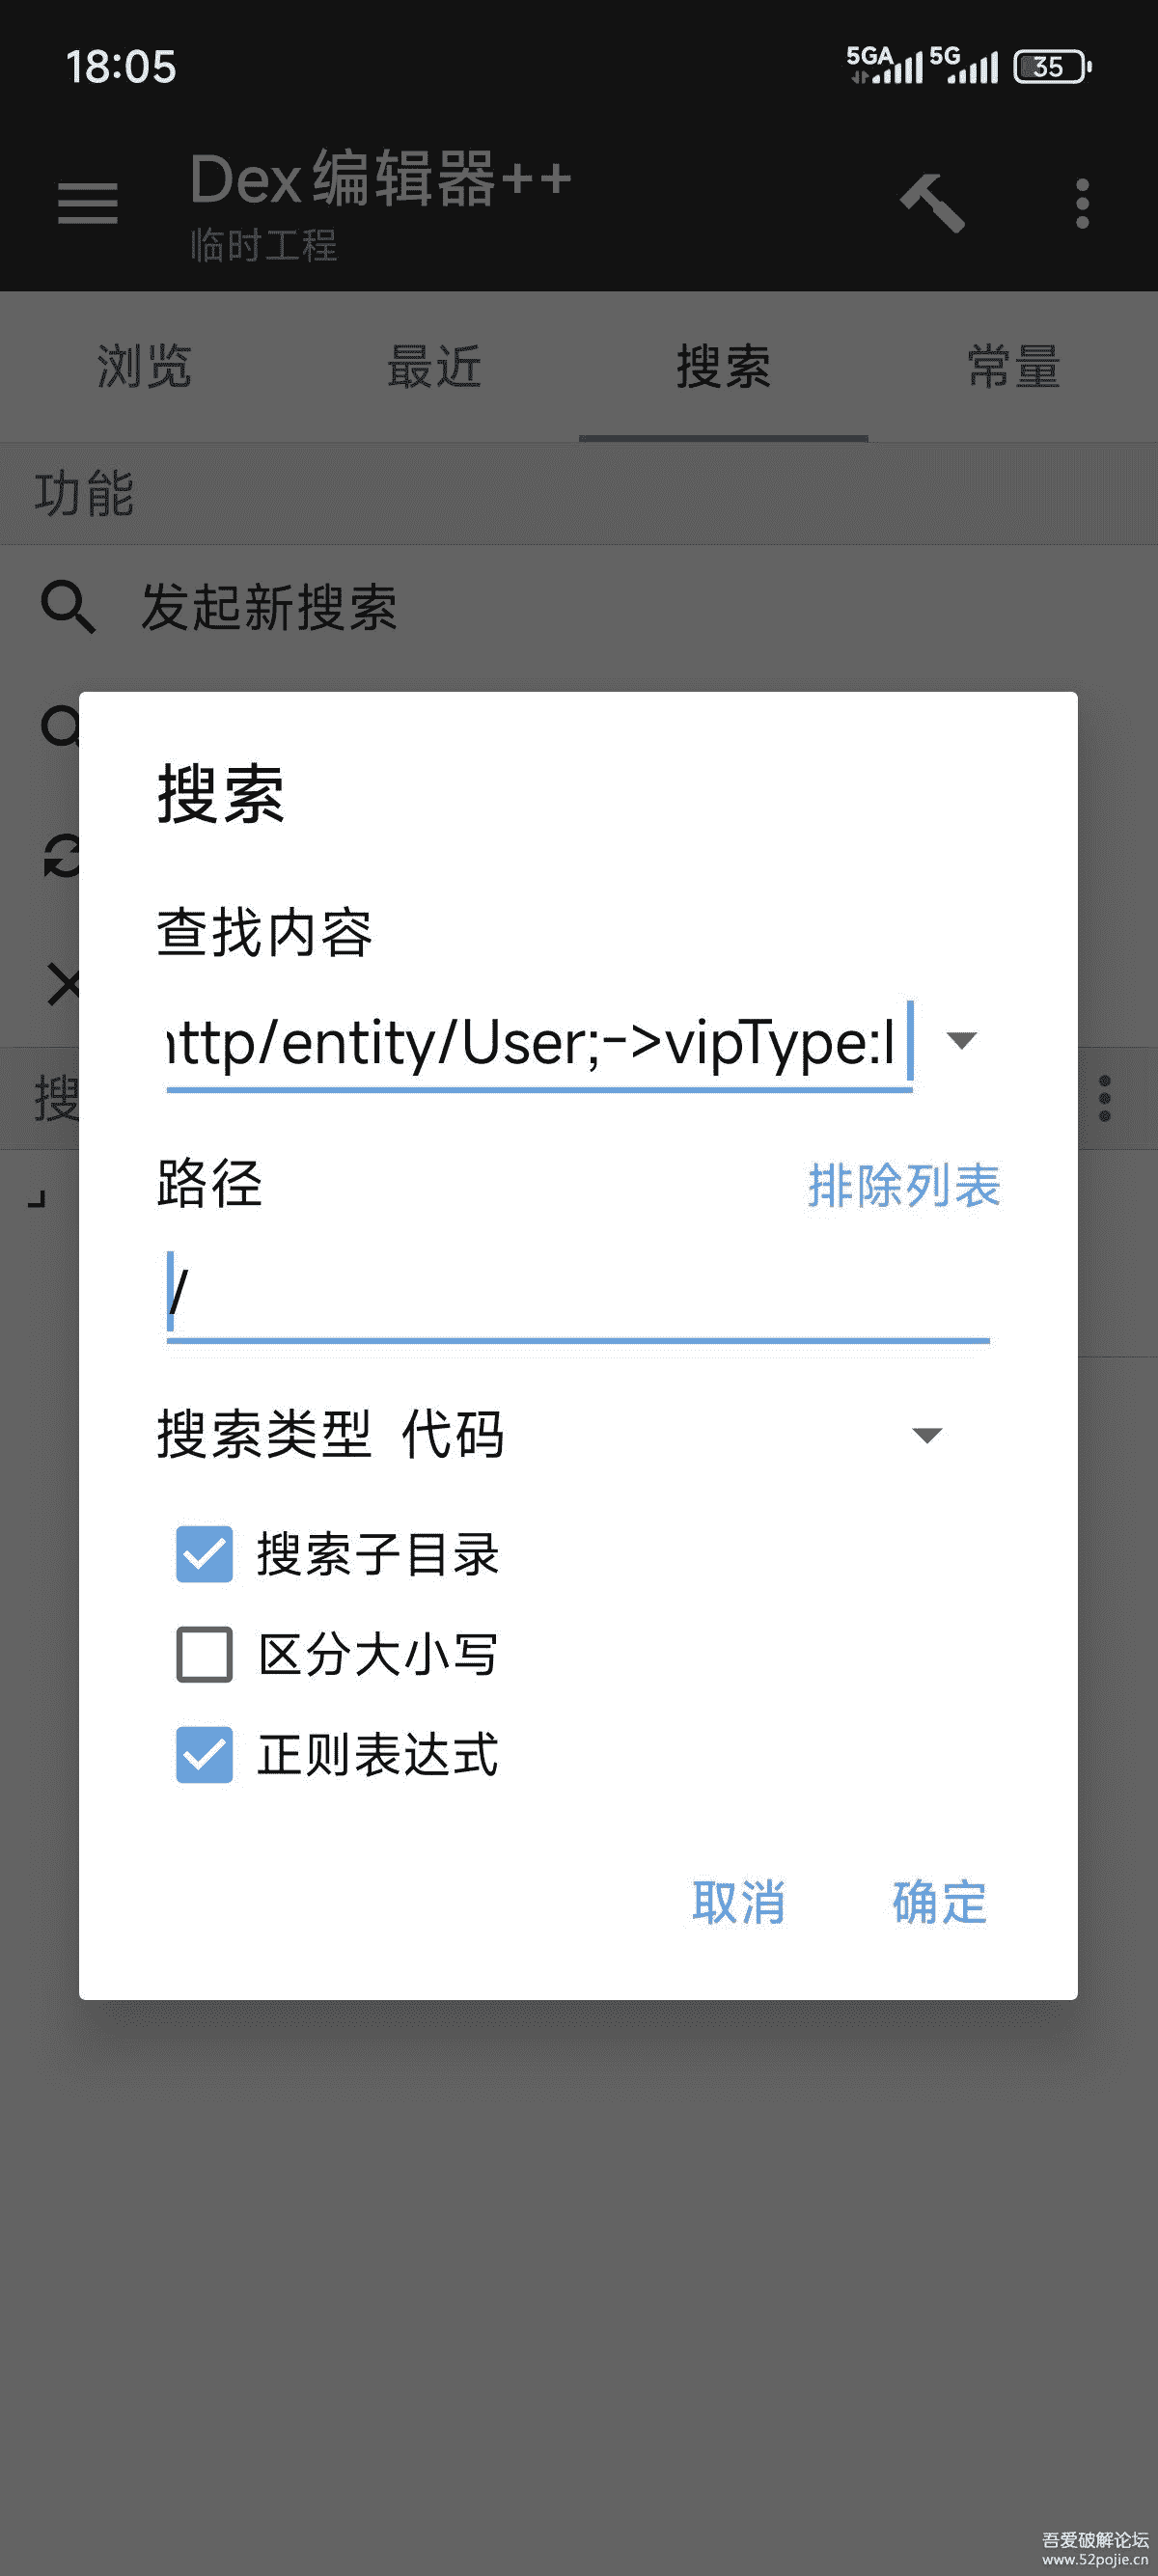 18:05
5GA 5G 35
Dex编辑器++
临时工程
浏览 最近 搜索 常量
功能
发起新搜索
搜索
查找内容
http/entity/User;->vipType:I
搜
路径 排除列表
/
搜索类型 代码
搜索子目录
区分大小写
正则表达式
取消 确定
吾爱破解论坛
www.52pojie.cn